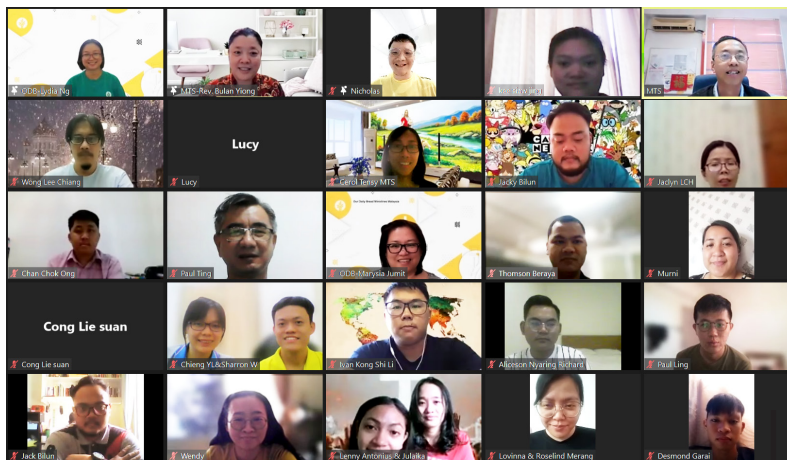 ODB-Lydia Ng
MTS-Rev. Bulan Yiong
Nicholas
MTS
Wong Lee Chiang
Lucy
Lucy
Cerol Tensy MTS
Jacky Bilun
Jaclyn LCH
Chan Chok Ong
Paul Ting
ODB-Marysia Jumit
Thomson Beraya
Murni
Cong Lie suan
Cong Lie suan
Chieng YL&Sharron W
Ivan Kong Shi Li
Aliceson Nyaring Richard
Paul Ling
Jack Bilun
Wendy
Lenny Antonius & Julaika
Lovinna & Roselind Merang
Desmond Garai